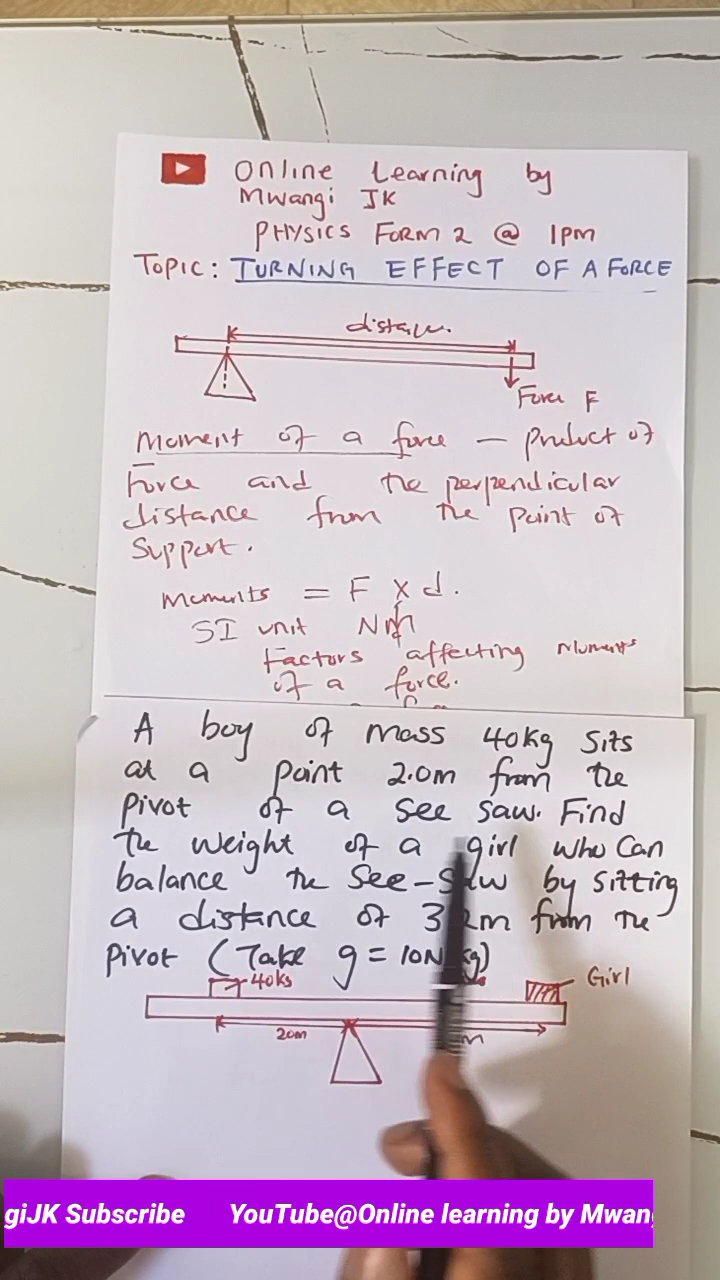 Online Learning by
Mwangi JK
PHYSICS FORM 2 @ 1PM
TOPIC: TURNING EFFECT OF A FORCE
distance.
Force F
Moment of a force — product of
Force and the perpendicular
distance from the point of
Support.
Moments = F x d.
SI unit Nm
Factors affecting Moments
of a force.
A boy of mass 40kg Sits
at a point 2.0m from the
pivot of a see saw. Find
the weight of a girl who can
balance the See-Saw by sitting
a distance of m from the
pivot (Take g = 10N kg)
40kg
Girl
20m
m
giJK Subscribe YouTube@Online learning by Mwan